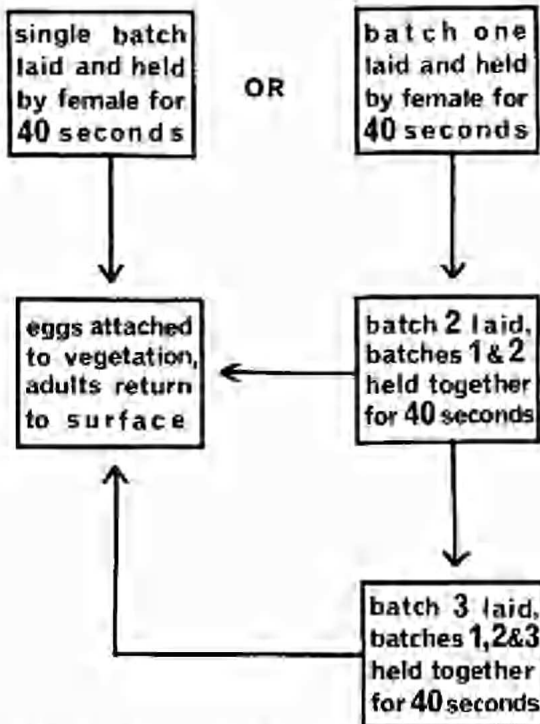 single batch
laid and held
by female for
40 seconds
OR
batch one
laid and held
by female for
40 seconds
eggs attached
to vegetation,
adults return
to surface
batch 2 laid,
batches 1 & 2
held together
for 40 seconds
batch 3 laid,
batches 1,2&3
held together
for 40 seconds